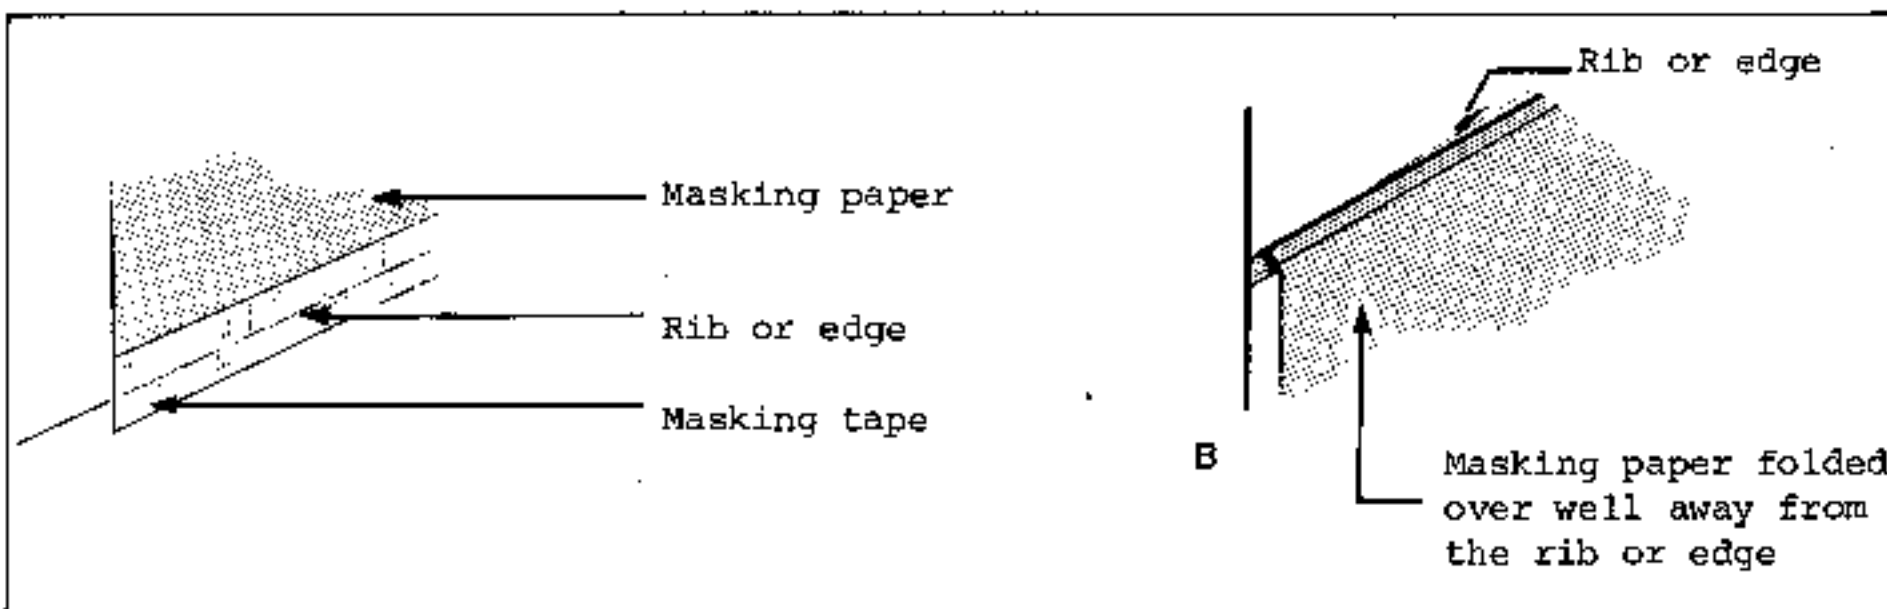 Rib or edge
Masking paper
Rib or edge
Masking tape
B
Masking paper folded
over well away from
the rib or edge